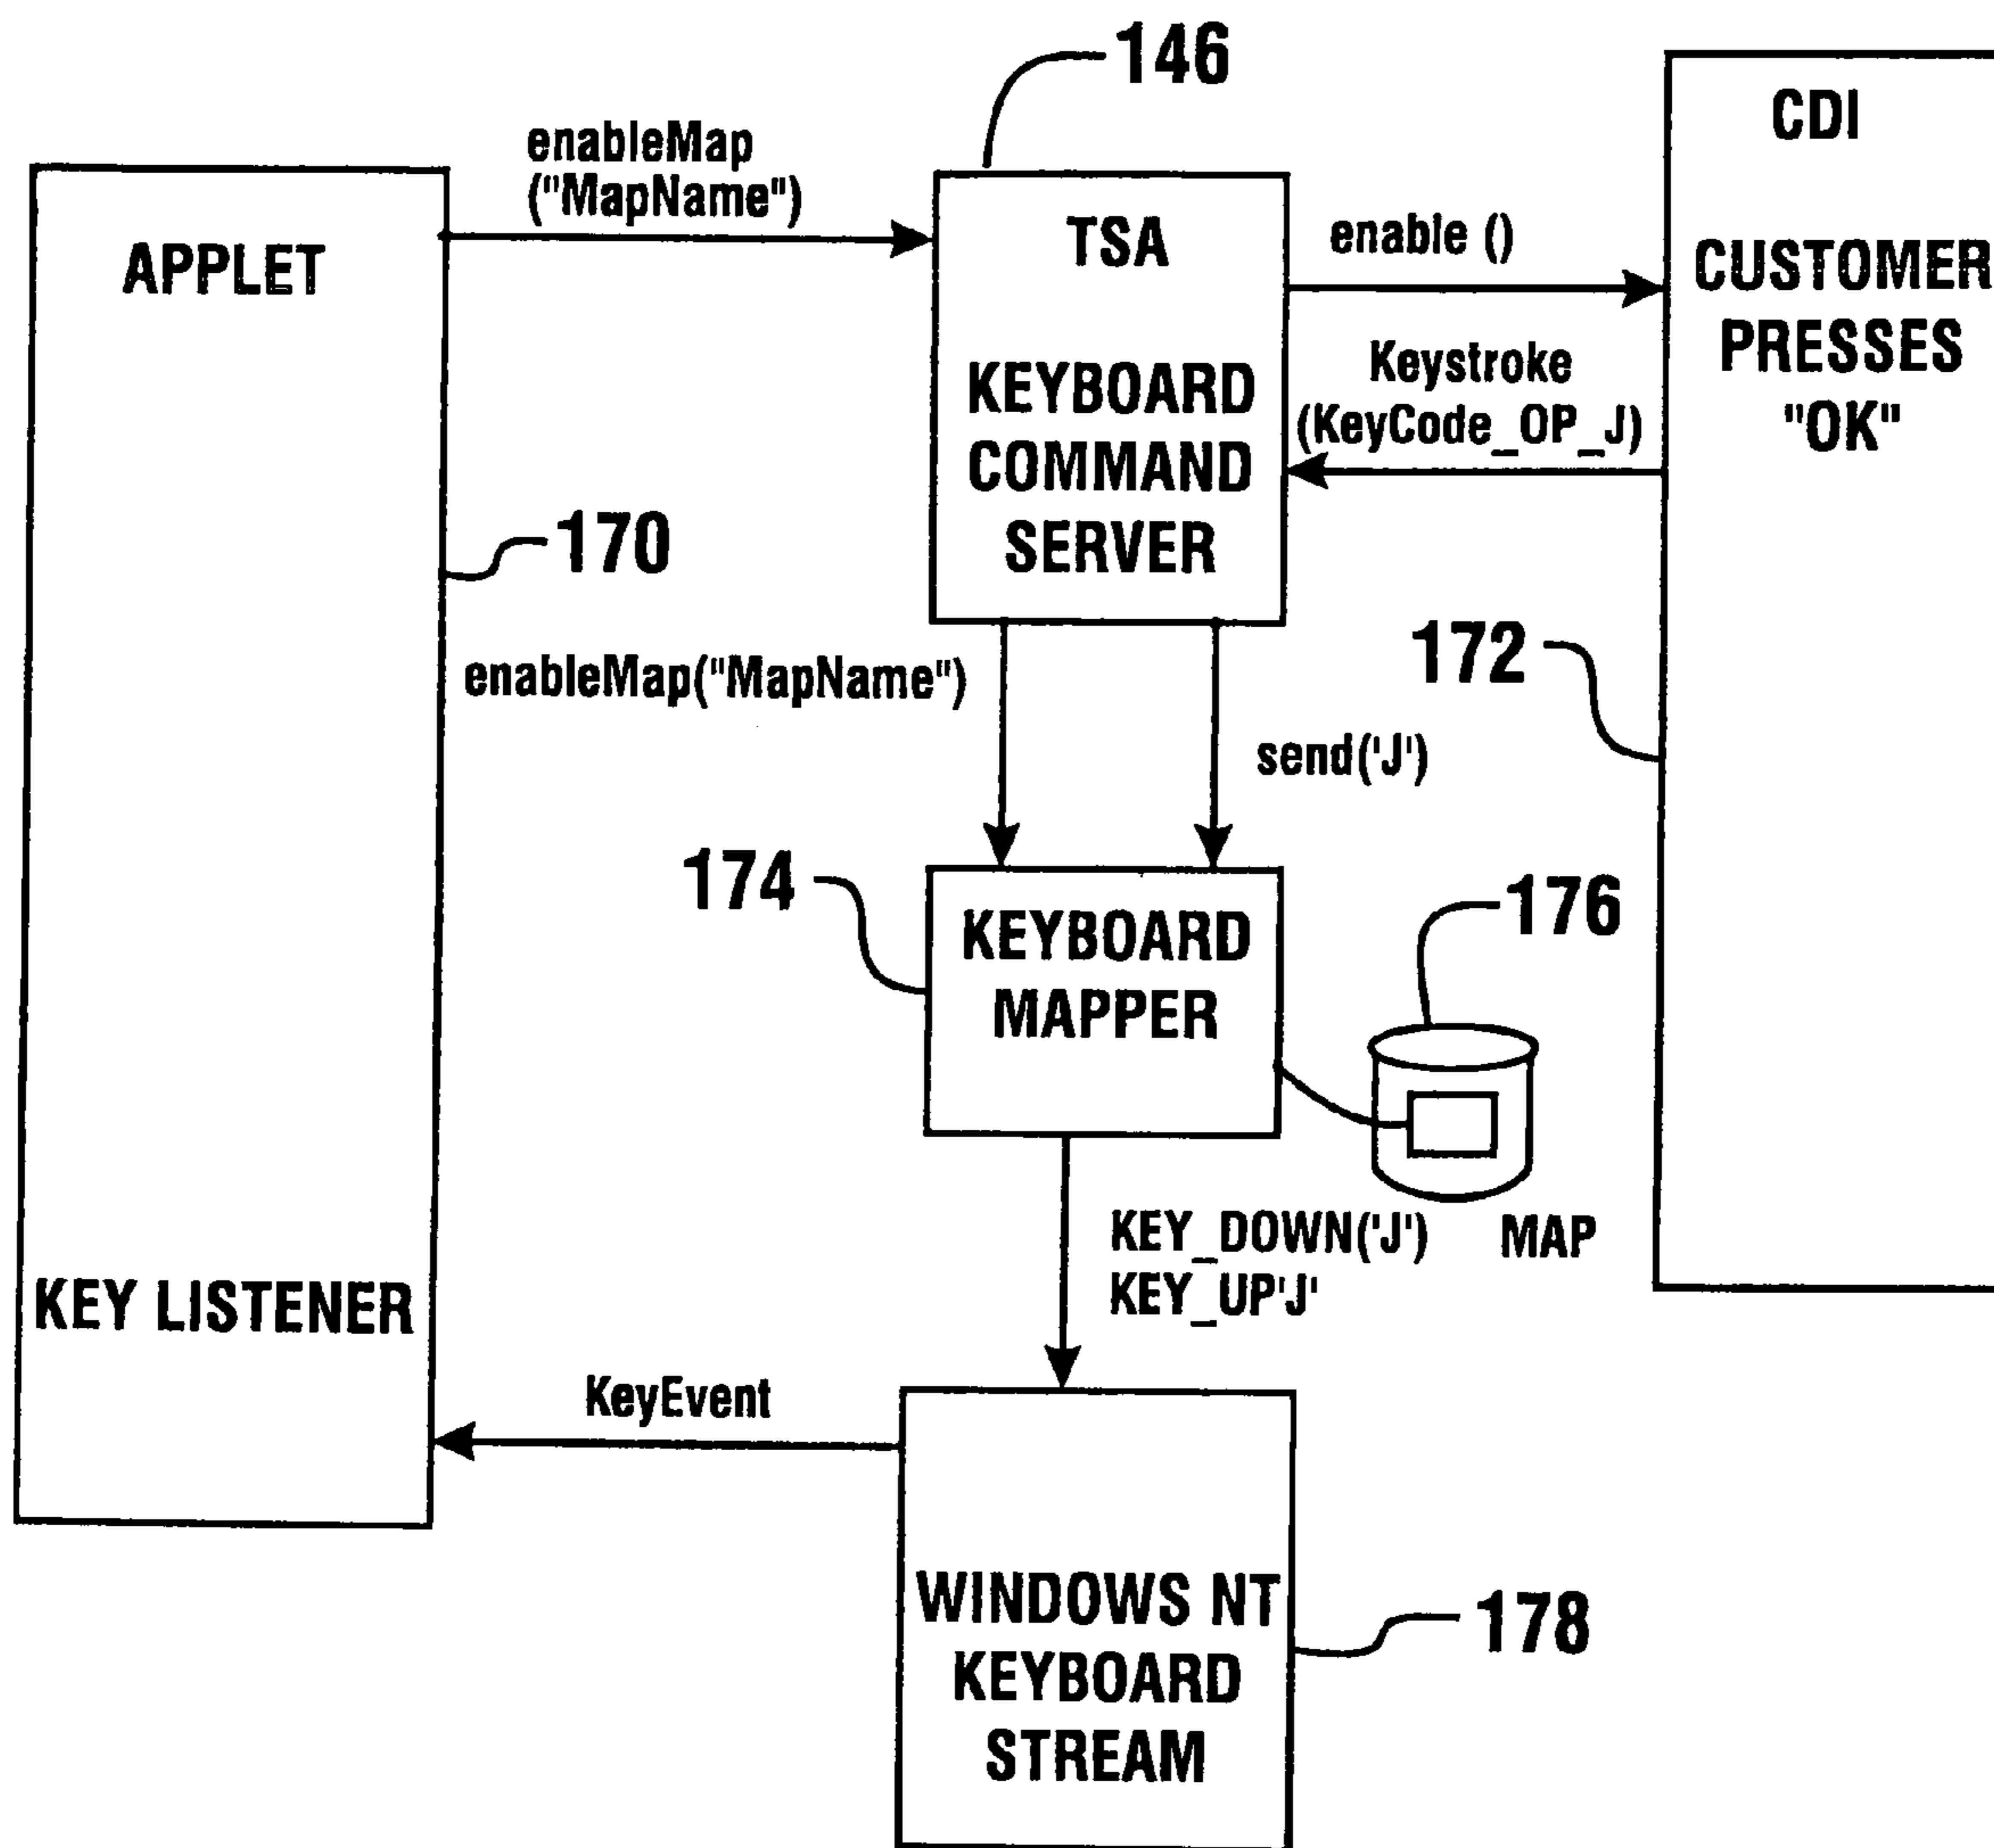 146
enableMap
("MapName")
APPLET
TSA
KEYBOARD
COMMAND
SERVER
enable ()
Keystroke
(KeyCode_OP_J)
CDI
CUSTOMER
PRESSES
"OK"
170
172
enableMap("MapName")
send('J')
174
KEYBOARD
MAPPER
176
KEY_DOWN('J')
KEY_UP'J'
MAP
KEY LISTENER
KeyEvent
WINDOWS NT
KEYBOARD
STREAM
178